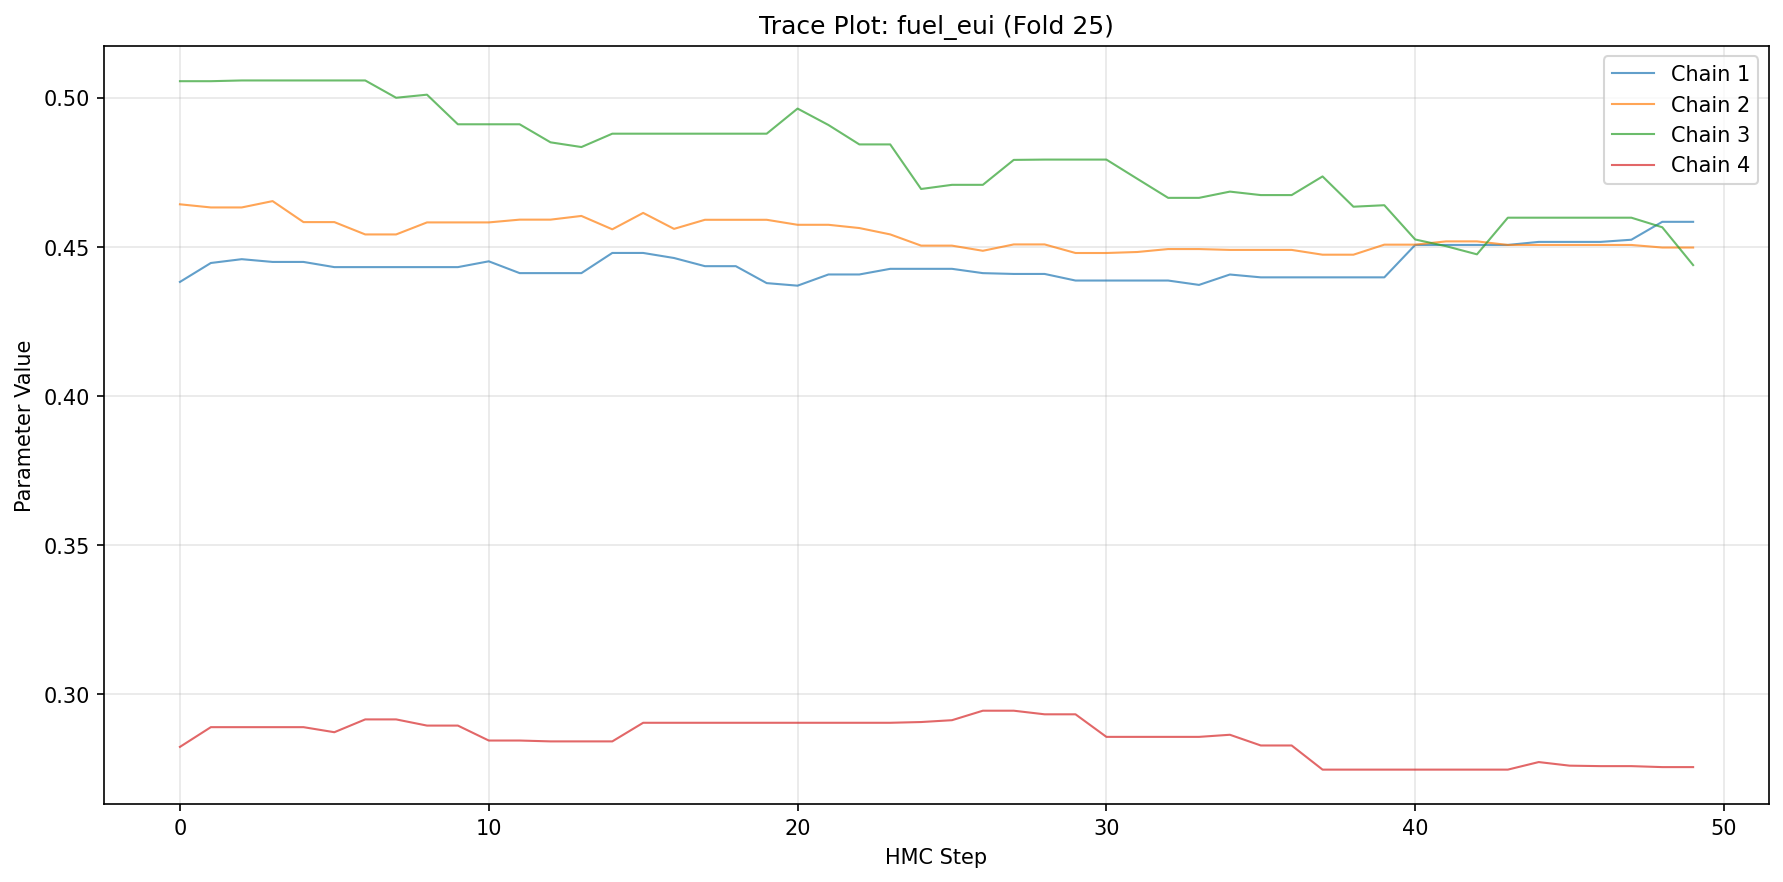 Trace Plot: fuel_eui (Fold 25)
Chain 1
Chain 2
Chain 3
Chain 4
Parameter Value
0.50
0.45
0.40
0.35
0.30
0 10 20 30 40 50
HMC Step